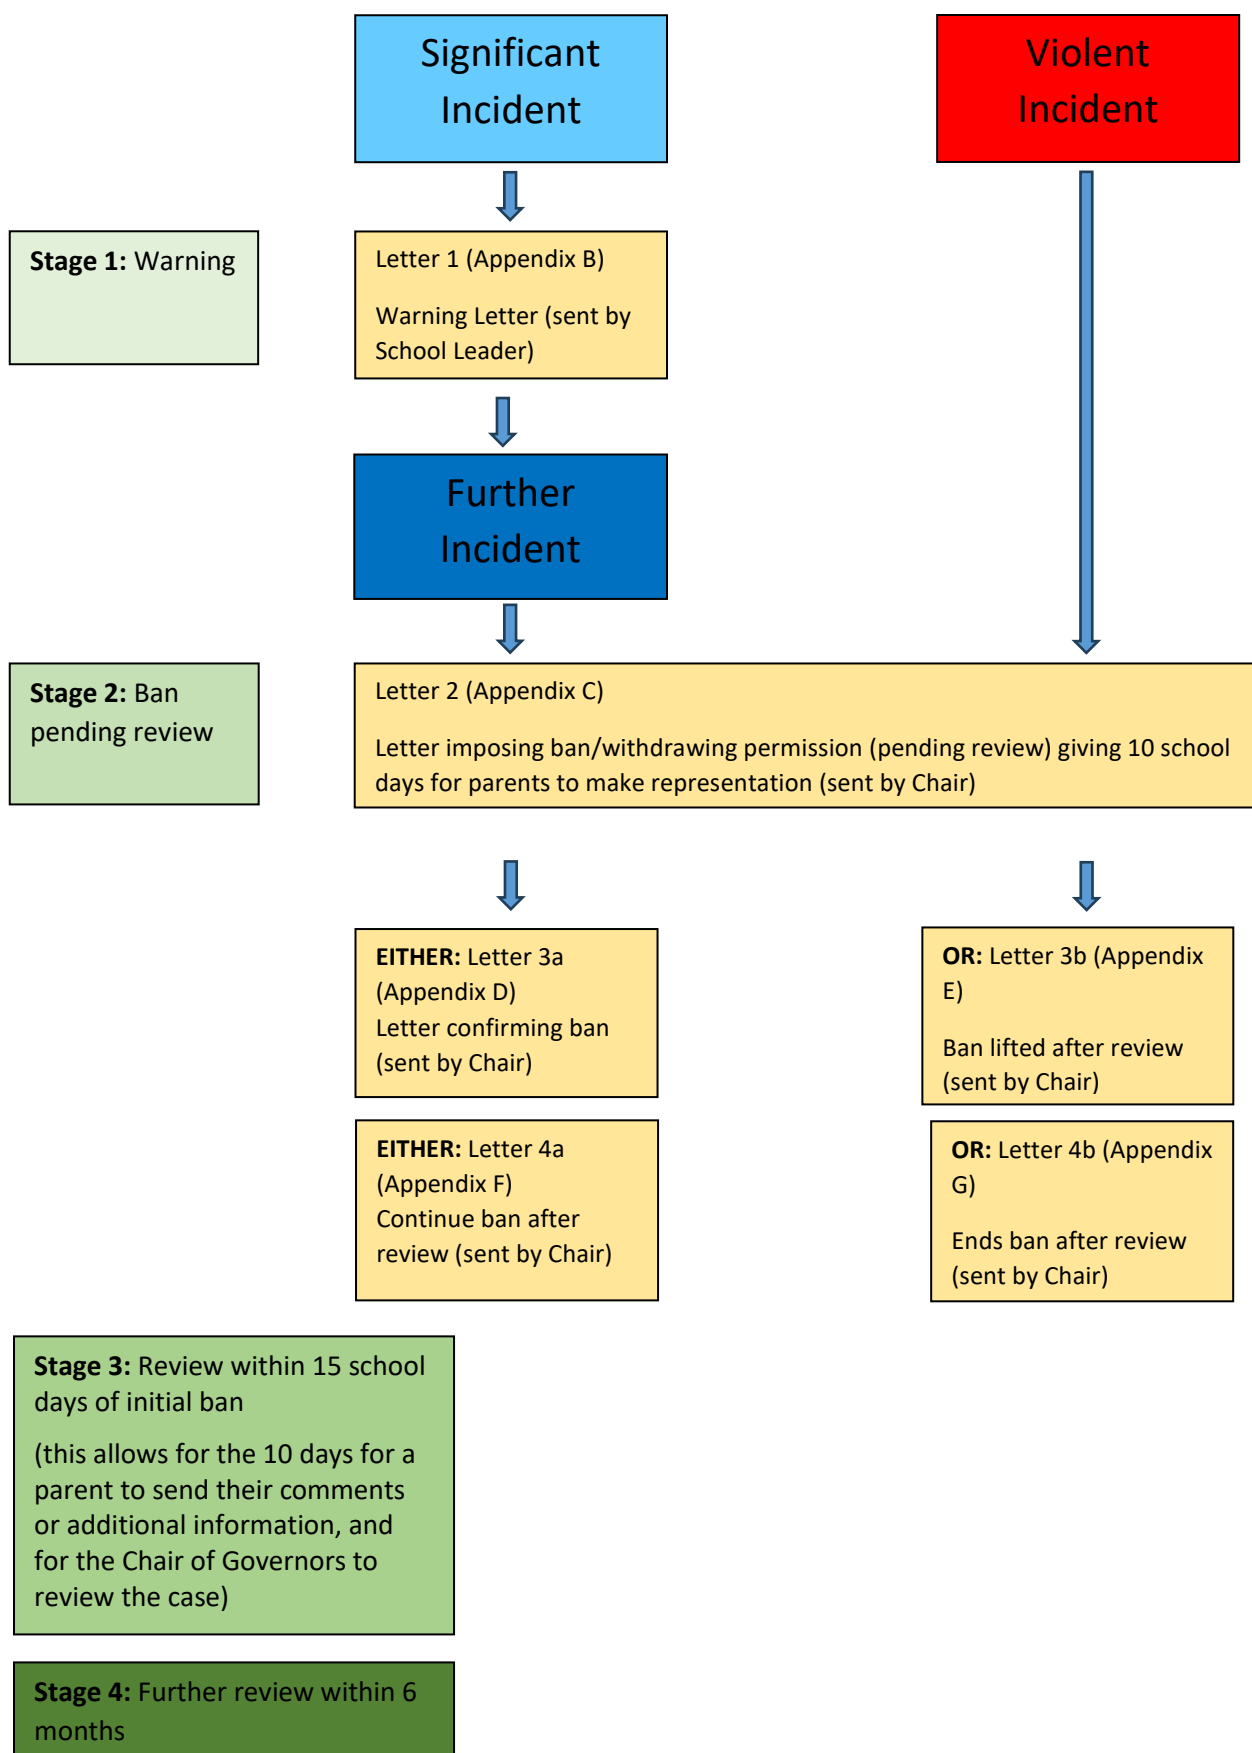 Significant
Incident
Violent
Incident
Stage 1: Warning
Letter 1 (Appendix B)
Warning Letter (sent by
School Leader)
Further
Incident
Stage 2: Ban
pending review
Letter 2 (Appendix C)
Letter imposing ban/withdrawing permission (pending review) giving 10 school
days for parents to make representation (sent by Chair)
EITHER: Letter 3a
(Appendix D)
Letter confirming ban
(sent by Chair)
OR: Letter 3b (Appendix
E)
Ban lifted after review
(sent by Chair)
EITHER: Letter 4a
(Appendix F)
Continue ban after
review (sent by Chair)
OR: Letter 4b (Appendix
G)
Ends ban after review
(sent by Chair)
Stage 3: Review within 15 school
days of initial ban
(this allows for the 10 days for a
parent to send their comments
or additional information, and
for the Chair of Governors to
review the case)
Stage 4: Further review within 6
months